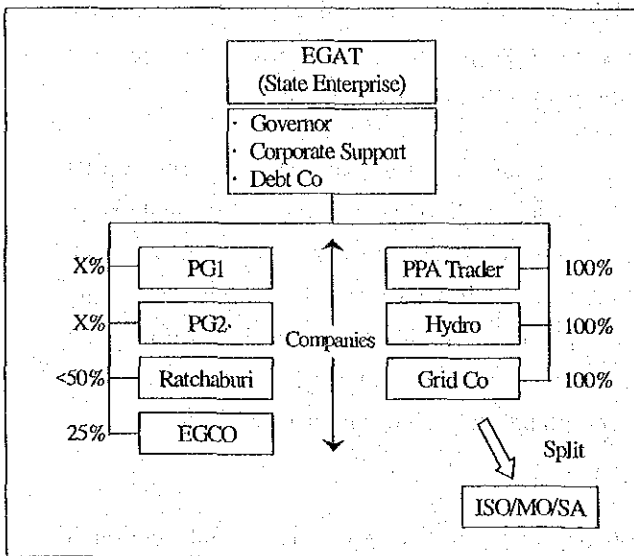 EGAT
(State Enterprise)
· Governor
· Corporate Support
· Debt Co
X%
PG1
X%
PG2
<50%
Ratchaburi
25%
EGCO
Companies
PPA Trader
100%
Hydro
100%
Grid Co
100%
Split
ISO/MO/SA